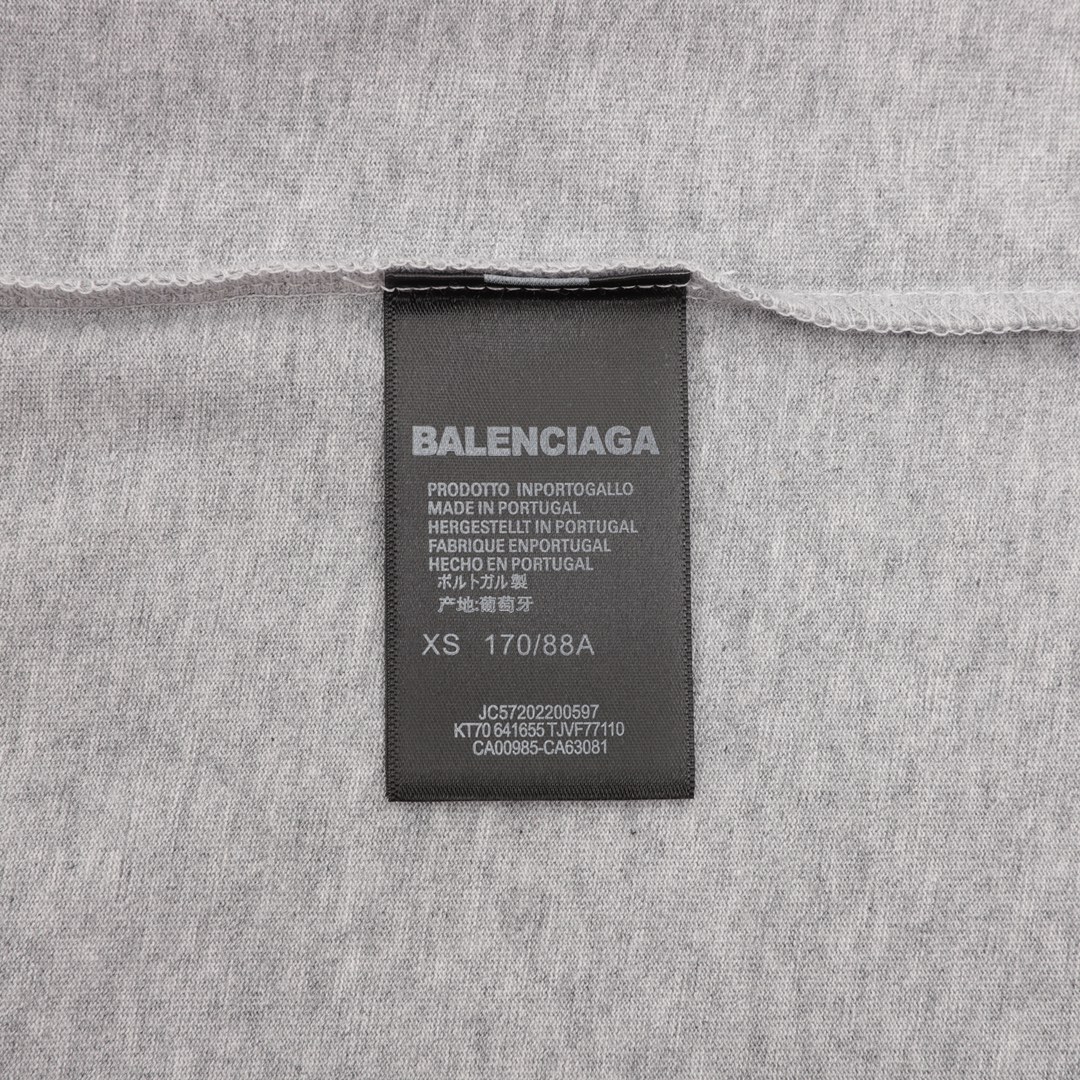 BALENCIAGA
PRODOTTO INPORTOGALLO
MADE IN PORTUGAL
HERGESTELLT IN PORTUGAL
FABRIQUE ENPORTUGAL
HECHO EN PORTUGAL
ポルトガル製
产地:葡萄牙
XS 170/88A
JC57202200597
KT70 641655 TJVF77110
CA00985-CA63081